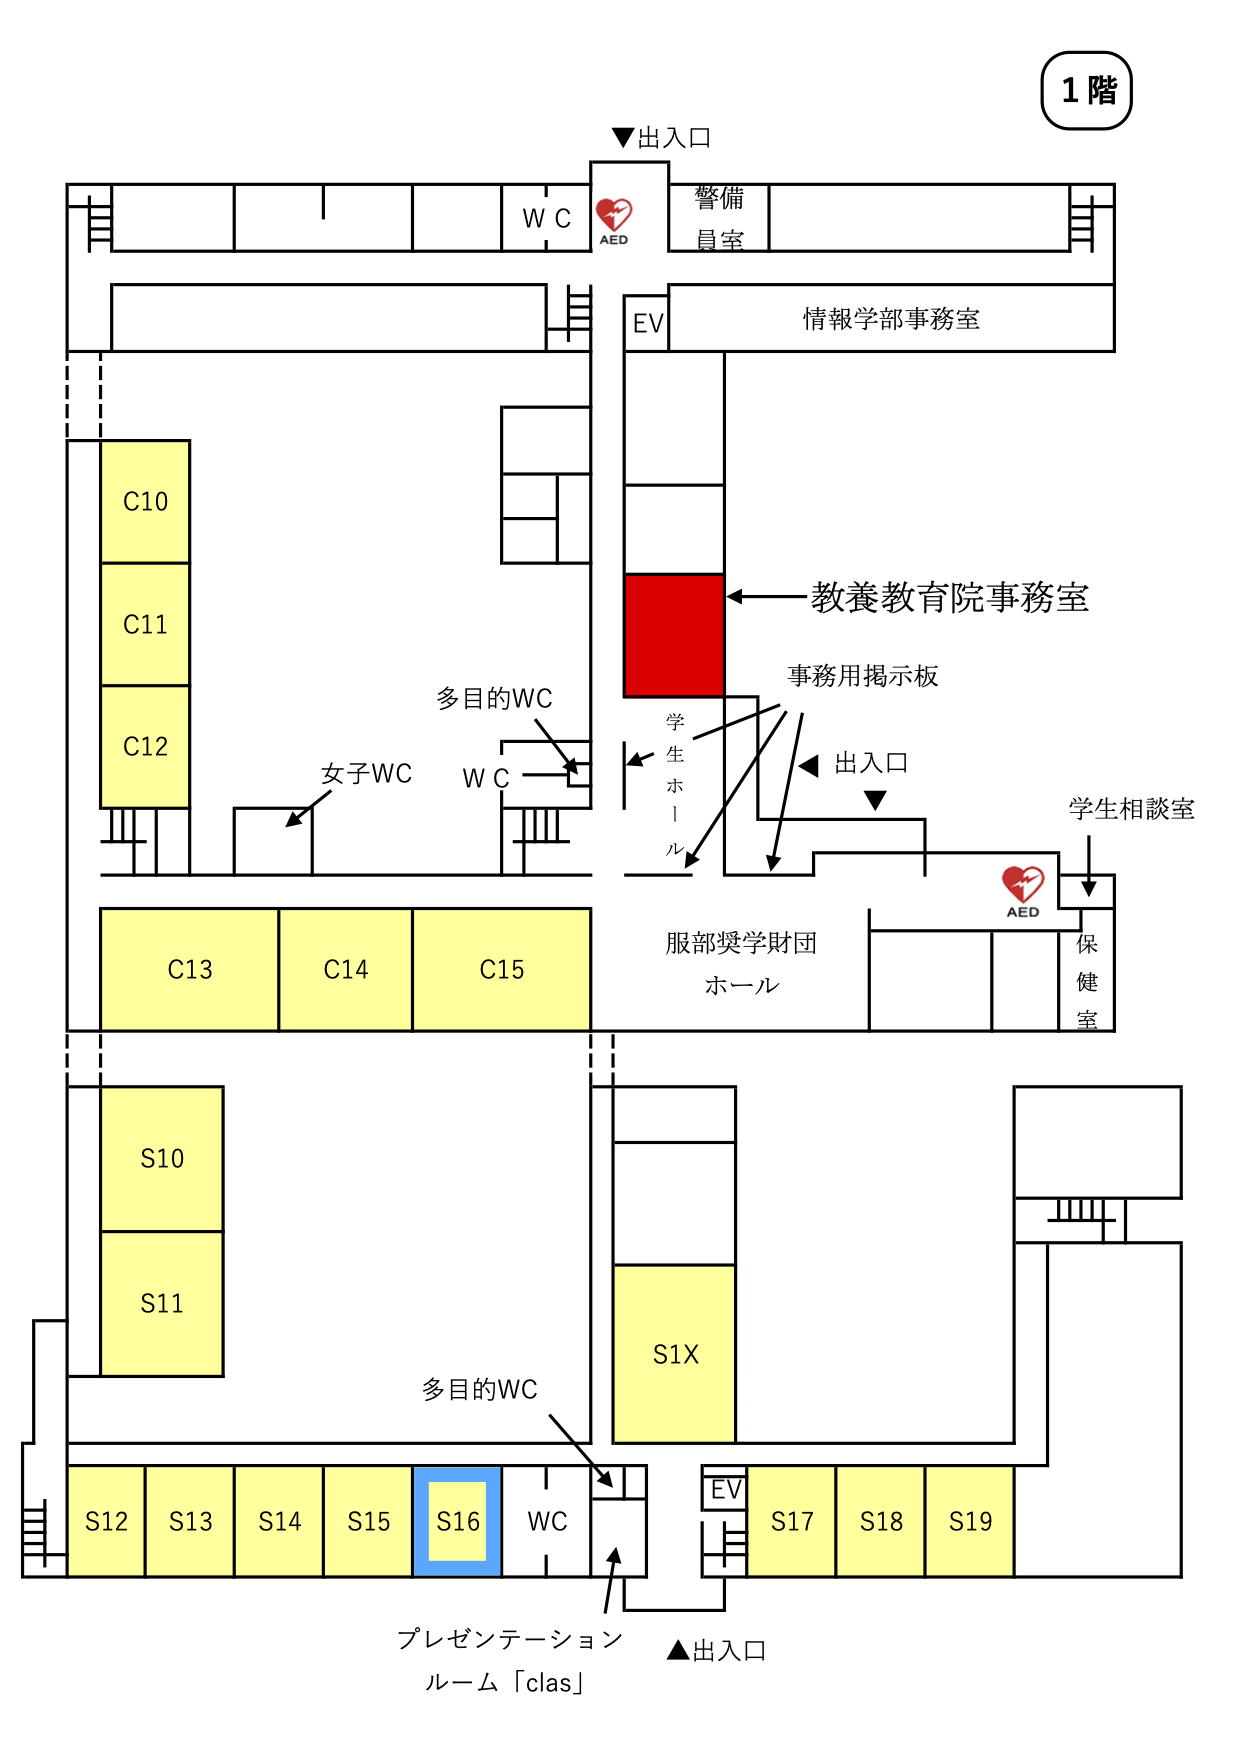 1階
▼出入口
WC
AED
警備
員室
EV
情報学部事務室
C10
C11
C12
教養教育院事務室
事務用掲示板
多目的WC
女子WC
WC
学生ホール
◀ 出入口
▼
学生相談室
AED
C13
C14
C15
服部奨学財団
ホール
保健室
S10
S11
S1X
多目的WC
S12
S13
S14
S15
S16
WC
EV
S17
S18
S19
プレゼンテーション
ルーム「clas」
▲出入口